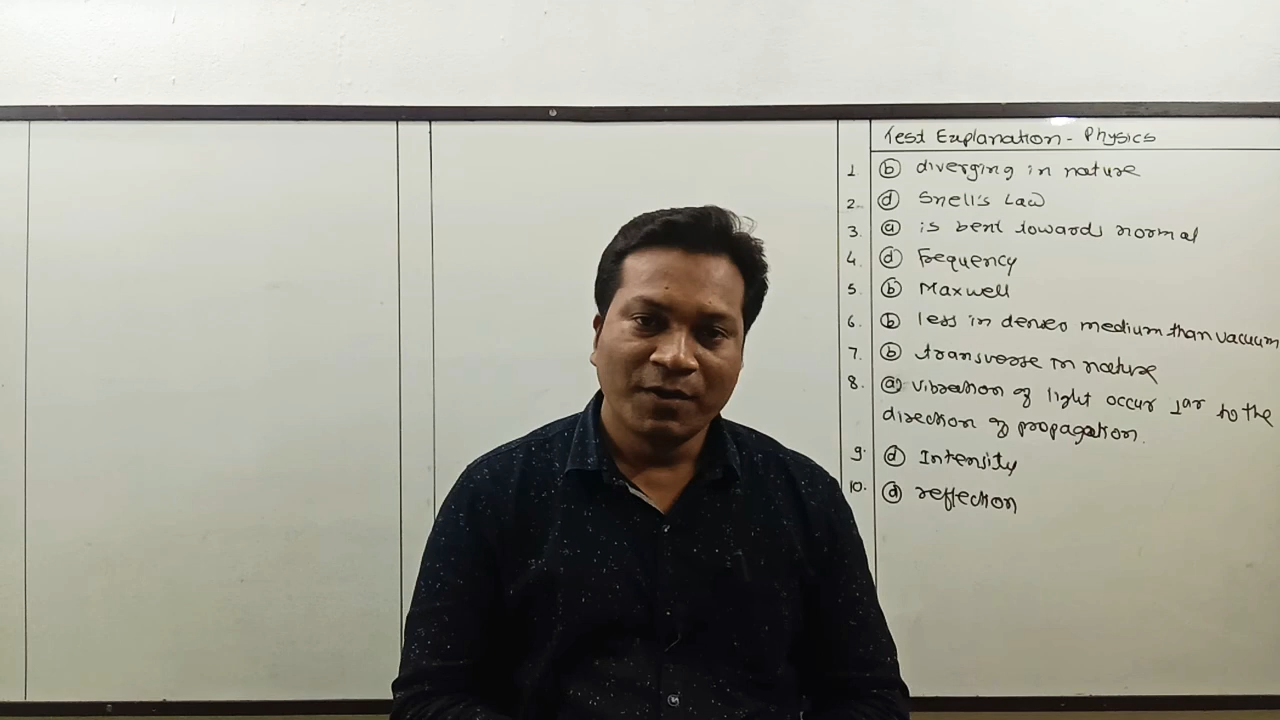 Test Explanation - Physics
1. (b) diverging in nature
2. (d) Snell's Law
3. (a) is bent towards normal
4. (d) Frequency
5. (b) Maxwell
6. (b) less in denser medium than vacuum
7. (b) transverse in nature
8. (a) vibration of light occur ⊥ar to the
direction of propagation.
9. (d) Intensity
10. (d) reflection